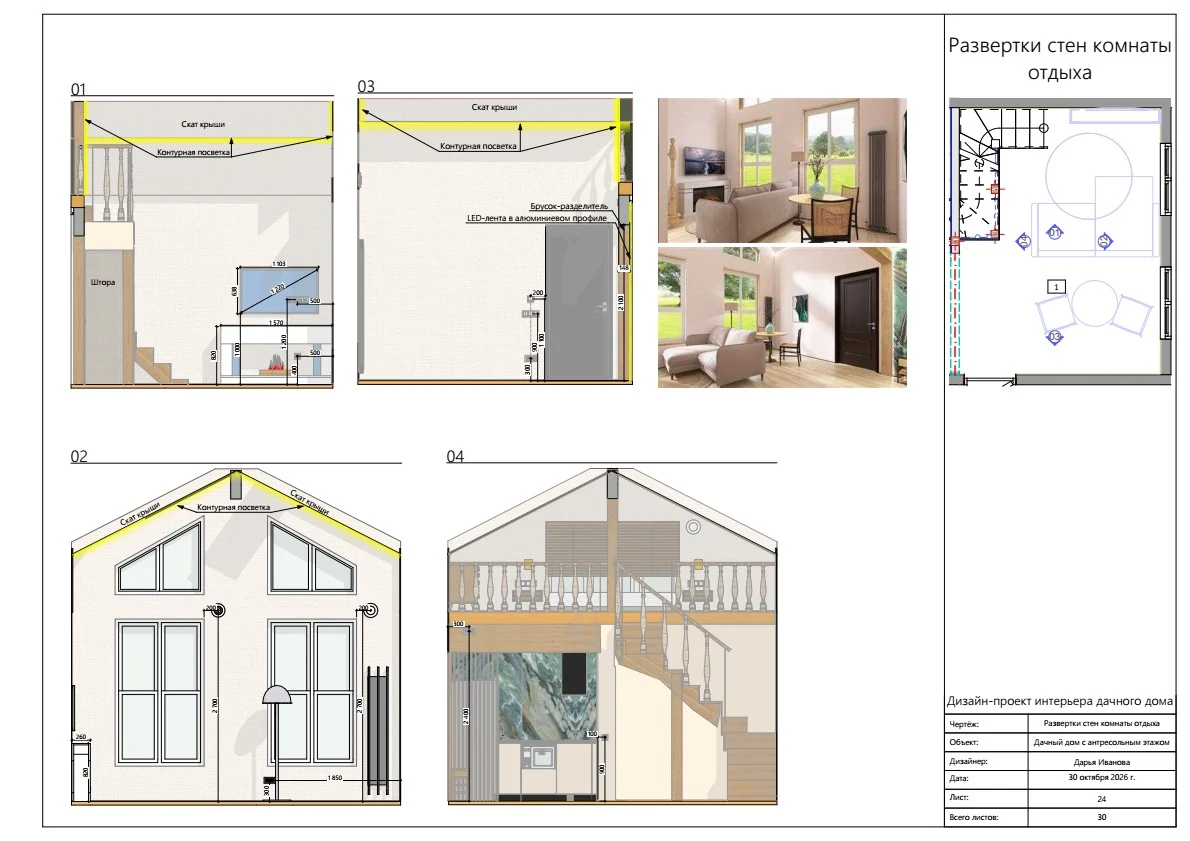 Развертки стен комнаты
отдыха
01
Скат крыши
Контурная посветка
Штора
1 103
638
1 220
500
1 570
820
1 000
1 200
500
400
03
Скат крыши
Контурная посветка
Брусок-разделитель
LED-лента в алюминиевом профиле
148
200
2 100
900
1 100
300
04
01
02
1
03
02
Скат крыши
Скат крыши
Контурная посветка
200
200
2 700
2 700
260
820
1 850
300
04
300
2 400
100
900
Дизайн-проект интерьера дачного дома
Чертёж: Развертки стен комнаты отдыха
Объект: Дачный дом с антресольным этажом
Дизайнер: Дарья Иванова
Дата: 30 октября 2026 г.
Лист: 24
Всего листов: 30